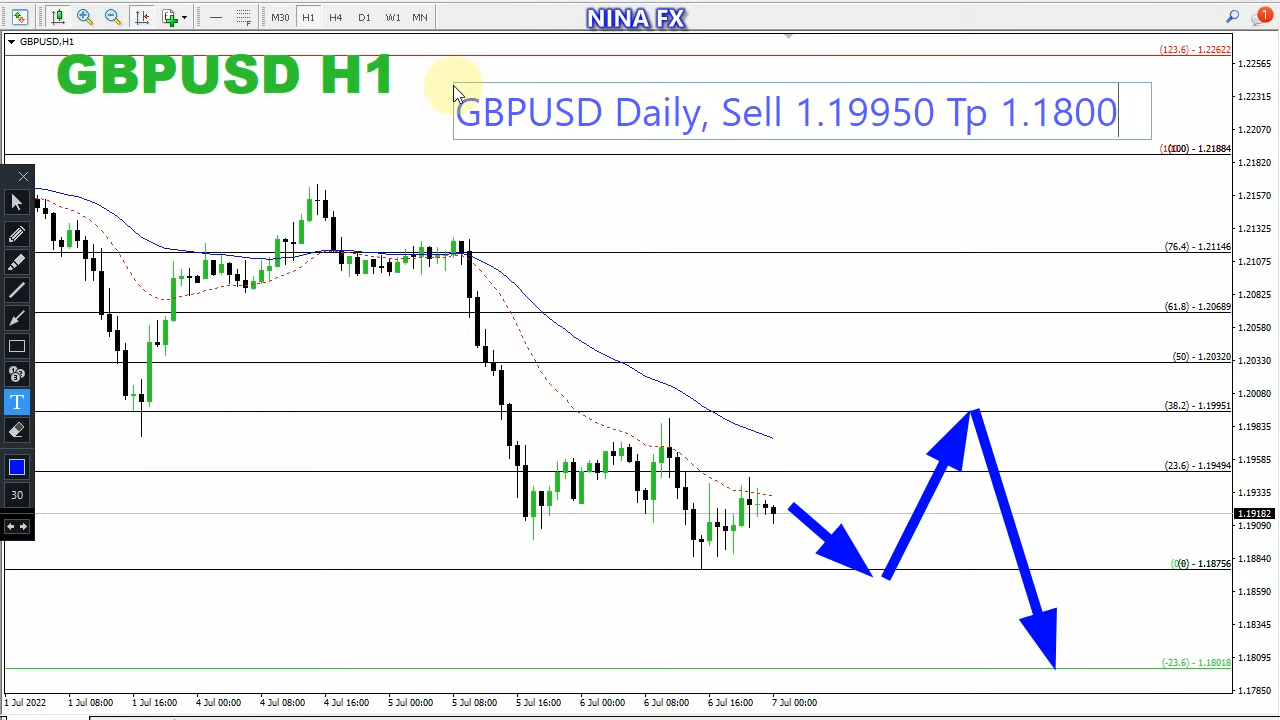 M30 H1 H4 D1 W1 MN
NINA FX
1
GBPUSD,H1
GBPUSD H1
GBPUSD Daily, Sell 1.19950 Tp 1.1800
(123.6) - 1.22622
(100) - 1.21884
(76.4) - 1.21146
(61.8) - 1.20689
(50) - 1.20320
(38.2) - 1.19951
(23.6) - 1.19494
(0) - 1.18756
(-23.6) - 1.18018
1.22565
1.22315
1.22070
1.21820
1.21570
1.21325
1.21075
1.20825
1.20580
1.20330
1.20080
1.19835
1.19585
1.19335
1.19182
1.19090
1.18840
1.18590
1.18345
1.18095
1.17850
T
30
1 Jul 2022 1 Jul 08:00 1 Jul 16:00 4 Jul 00:00 4 Jul 08:00 4 Jul 16:00 5 Jul 00:00 5 Jul 08:00 5 Jul 16:00 6 Jul 00:00 6 Jul 08:00 6 Jul 16:00 7 Jul 00:00